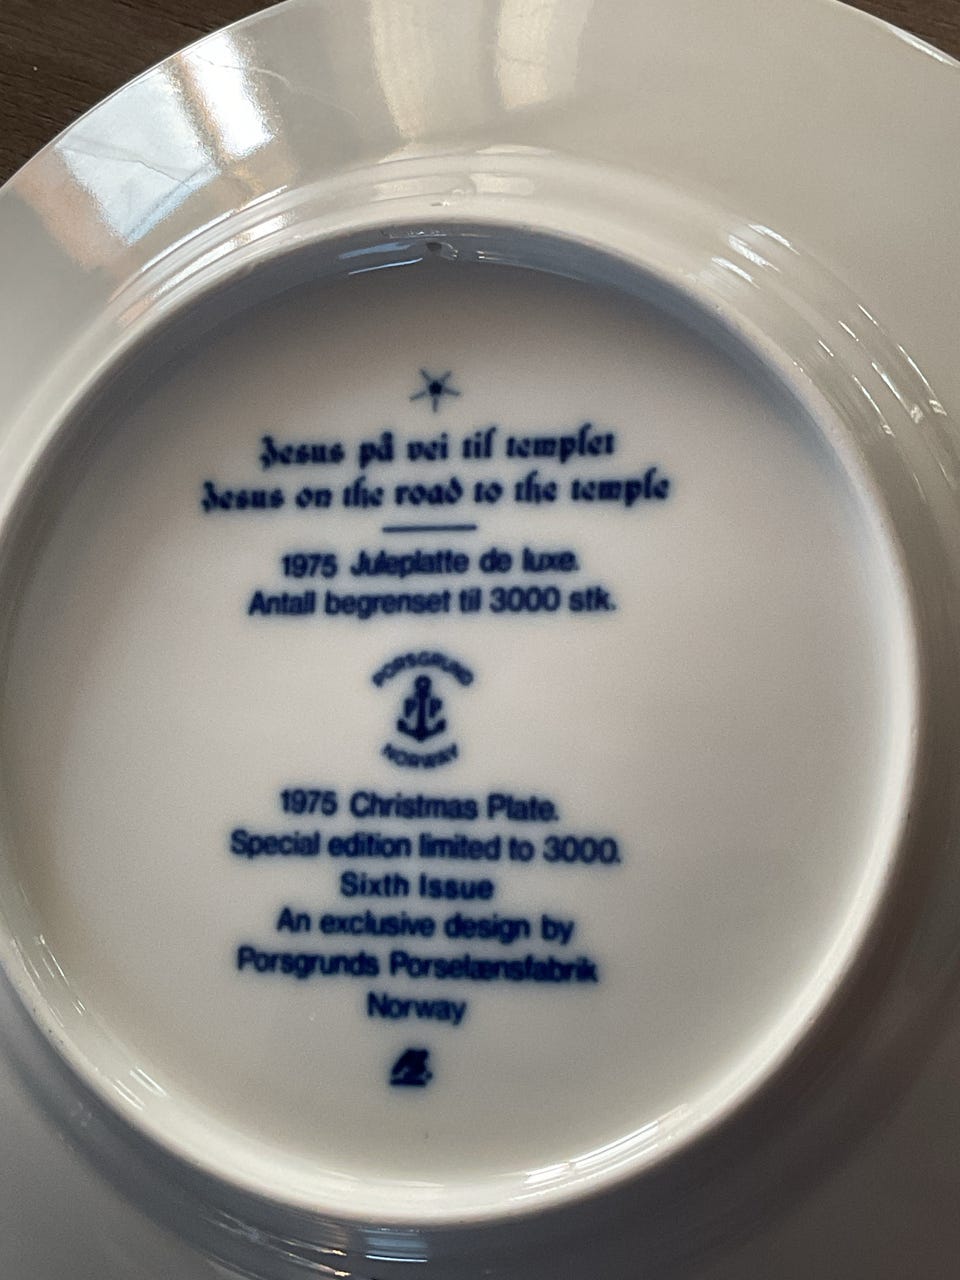 Jesus på vei til templet
Jesus on the road to the temple
1975 Juleplatte de luxe.
Antall begrenset til 3000 stk.
PORSGRUND
P P
NORWAY
1975 Christmas Plate.
Special edition limited to 3000.
Sixth Issue
An exclusive design by
Porsgrunds Porselænsfabrik
Norway